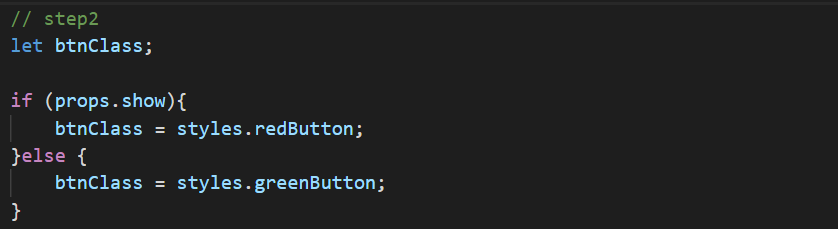 // step2
let btnClass;

if (props.show){
    btnClass = styles.redButton;
}else {
    btnClass = styles.greenButton;
}